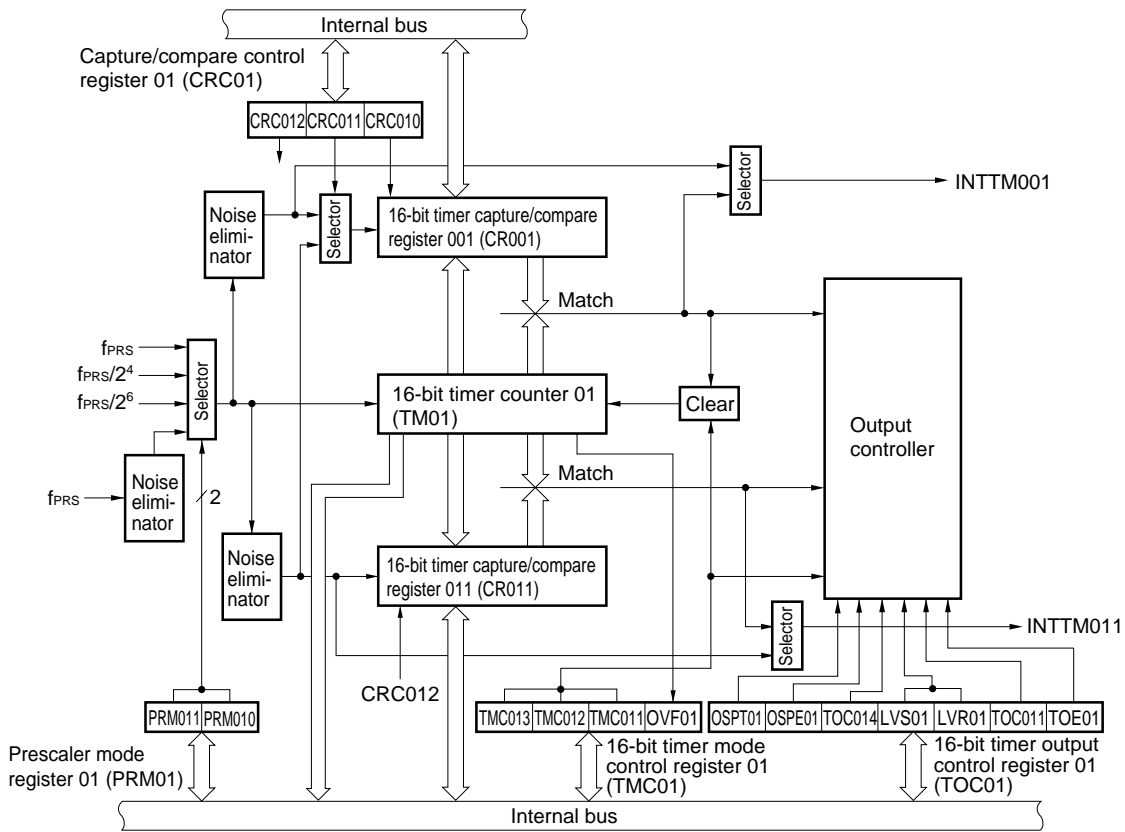 Internal bus
Capture/compare control
register 01 (CRC01)
CRC012 CRC011 CRC010
Selector
INTTM001
Noise
elimi-
nator
Selector
16-bit timer capture/compare
register 001 (CR001)
Match
fPRS
fPRS/2⁴
fPRS/2⁶
Selector
16-bit timer counter 01
(TM01)
Clear
Output
controller
Match
fPRS
Noise
elimi-
nator
2
Noise
elimi-
nator
16-bit timer capture/compare
register 011 (CR011)
Selector
INTTM011
CRC012
PRM011 PRM010
TMC013 TMC012 TMC011 OVF01
OSPT01 OSPE01 TOC014 LVS01 LVR01 TOC011 TOE01
Prescaler mode
register 01 (PRM01)
16-bit timer mode
control register 01
(TMC01)
16-bit timer output
control register 01
(TOC01)
Internal bus